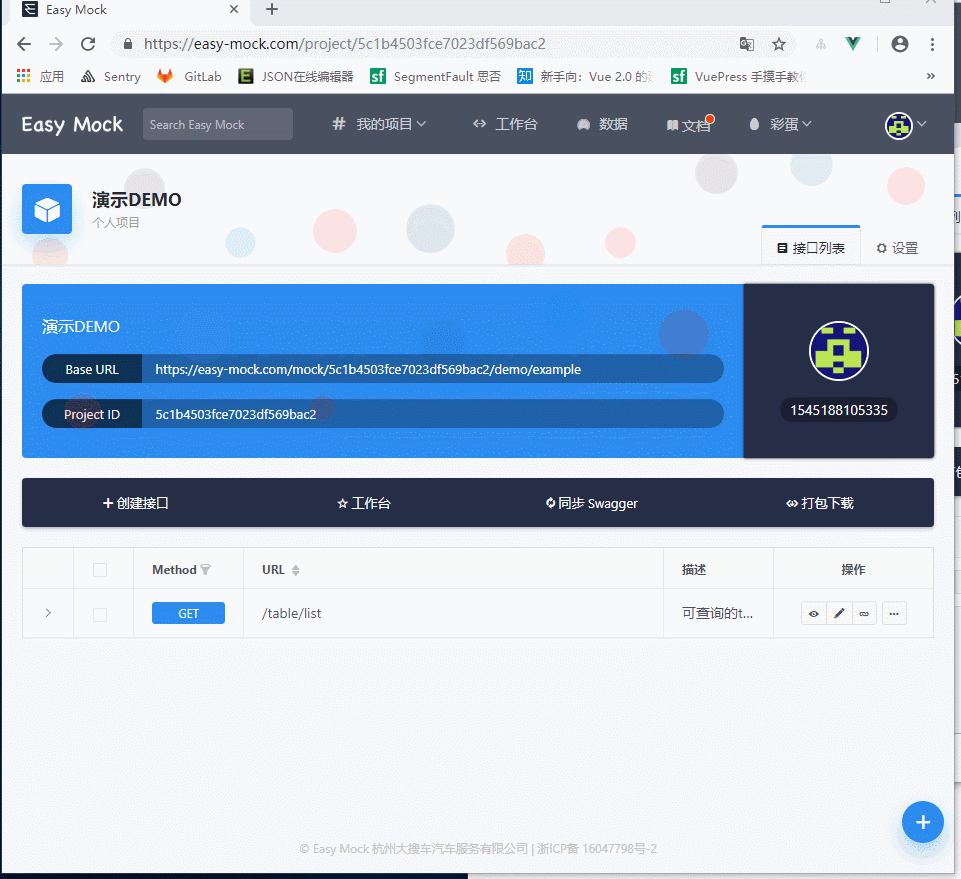 Easy Mock
https://easy-mock.com/project/5c1b4503fce7023df569bac2
应用 Sentry GitLab JSON在线编辑器 SegmentFault 思否 新手向：Vue 2.0 的 VuePress 手摸手教
Easy Mock Search Easy Mock # 我的项目 工作台 数据 文档 彩蛋
演示DEMO
个人项目
接口列表 设置
演示DEMO
Base URL https://easy-mock.com/mock/5c1b4503fce7023df569bac2/demo/example
Project ID 5c1b4503fce7023df569bac2
1545188105335
创建接口 工作台 同步 Swagger 打包下载
Method URL 描述 操作
GET /table/list 可查询的t...
© Easy Mock 杭州大搜车汽车服务有限公司 | 浙ICP备 16047798号-2